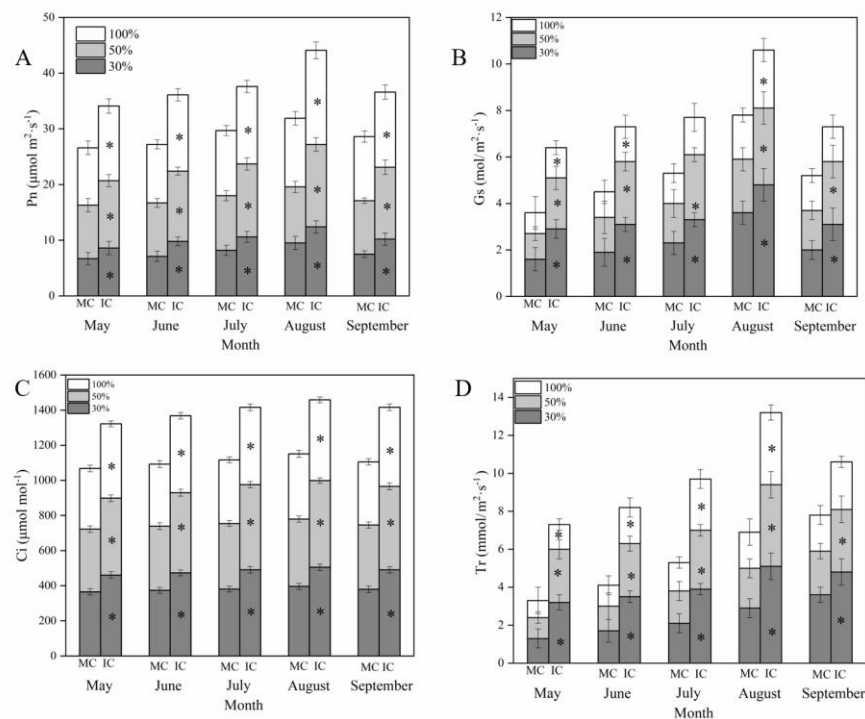 A
100%
50%
30%
50
40
30
20
10
0
Pn (μmol m²·s⁻¹)
MC IC MC IC MC IC MC IC MC IC
May June July August September
Month
B
100%
50%
30%
12
10
8
6
4
2
0
Gs (mol/ m²·s⁻¹)
MC IC MC IC MC IC MC IC MC IC
May June July August September
Month
C
100%
50%
30%
1600
1400
1200
1000
800
600
400
200
0
Ci (μmol mol⁻¹)
MC IC MC IC MC IC MC IC MC IC
May June July August September
Month
D
100%
50%
30%
14
12
10
8
6
4
2
0
Tr (mmol/ m²·s⁻¹)
MC IC MC IC MC IC MC IC MC IC
May June July August September
Month